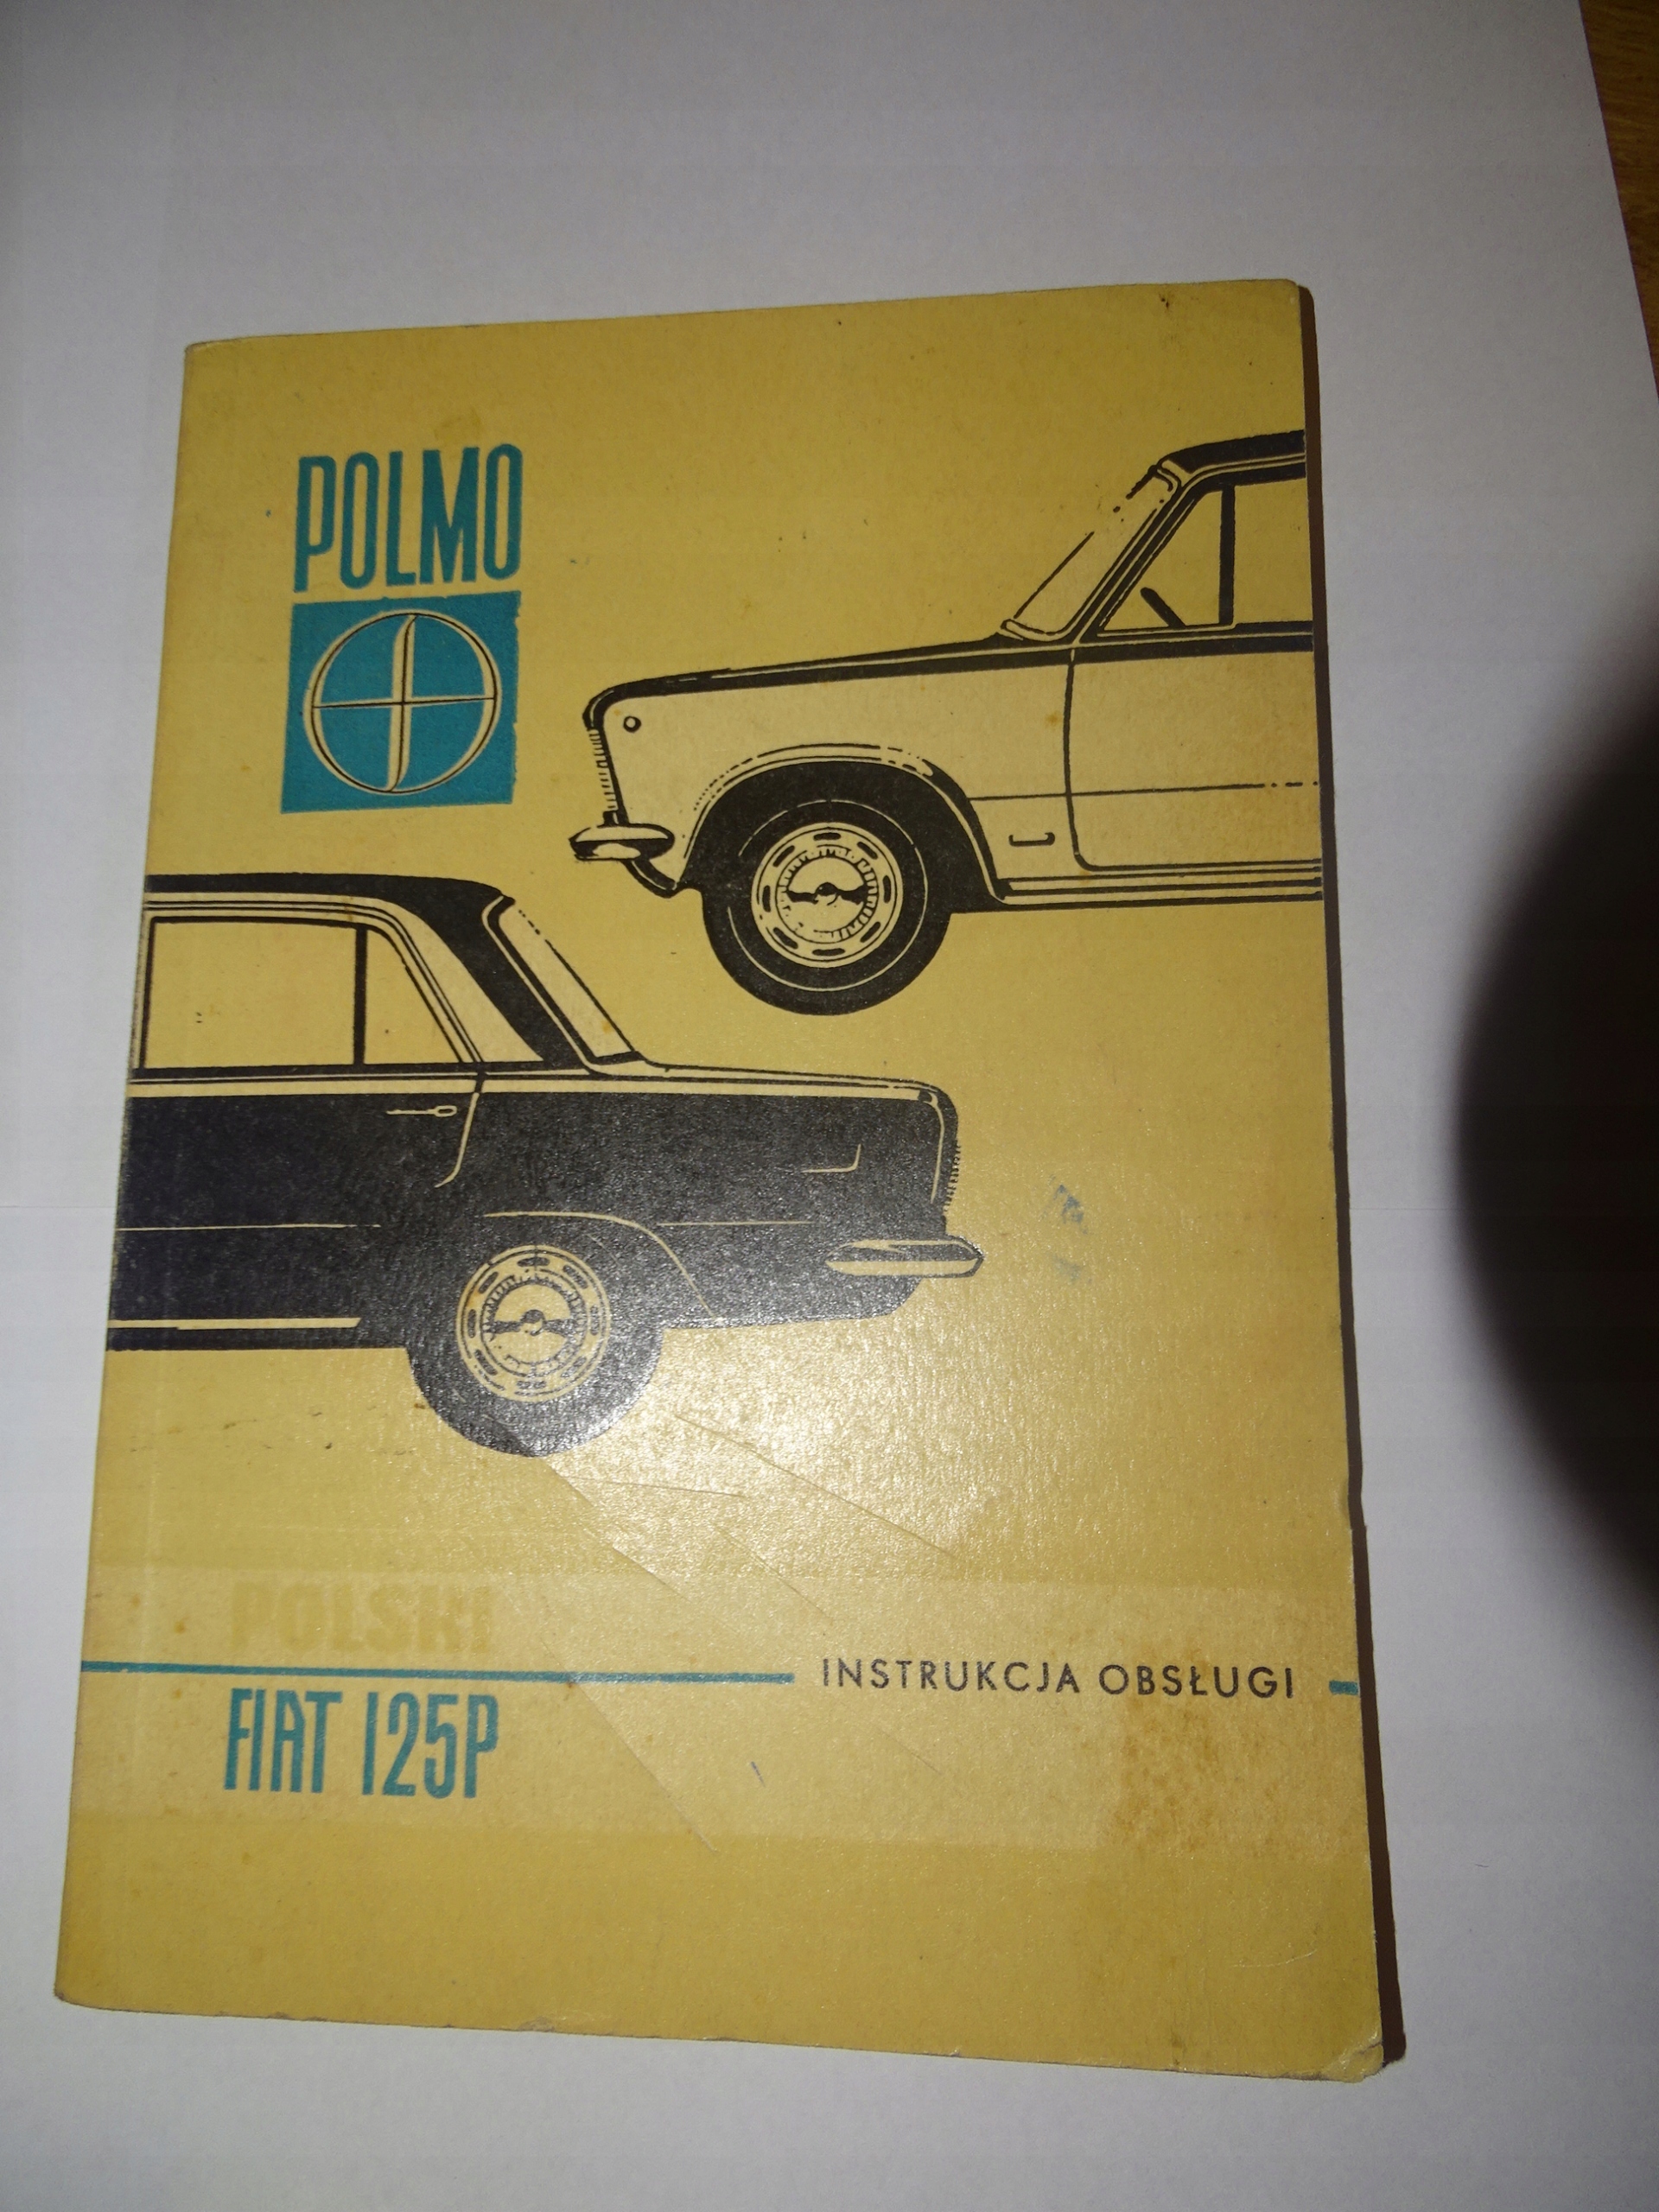 POLMO
POLSKI
INSTRUKCJA OBSŁUGI
FIAT 125P